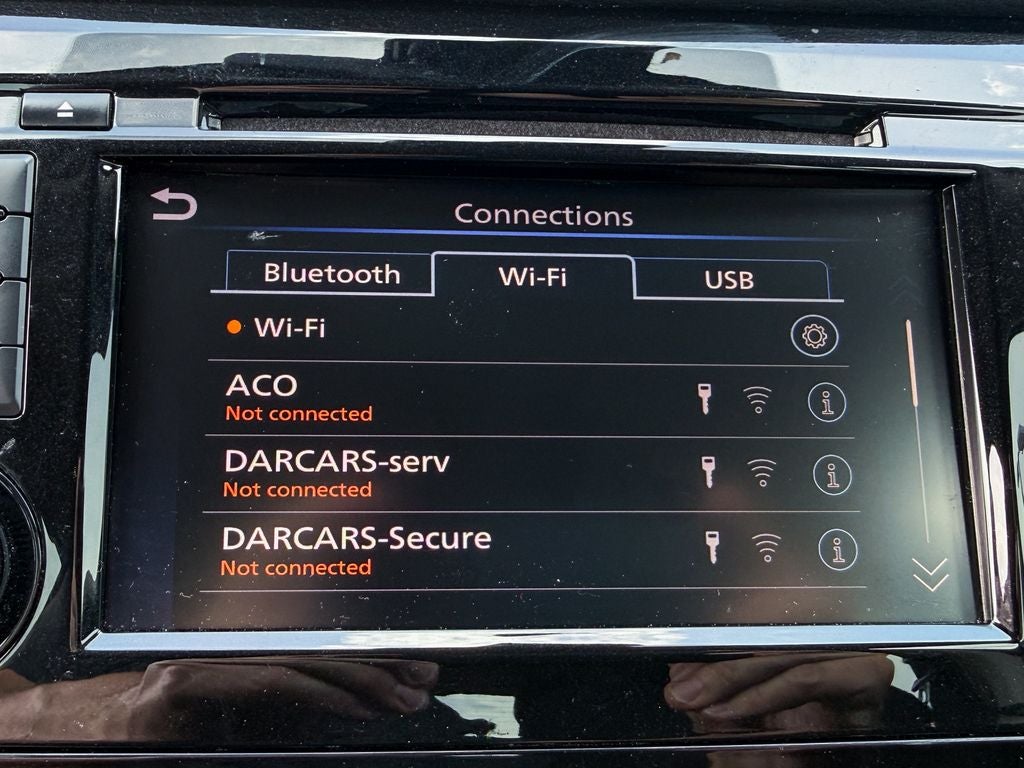 Connections
Bluetooth Wi-Fi USB
Wi-Fi
ACO
Not connected
DARCARS-serv
Not connected
DARCARS-Secure
Not connected